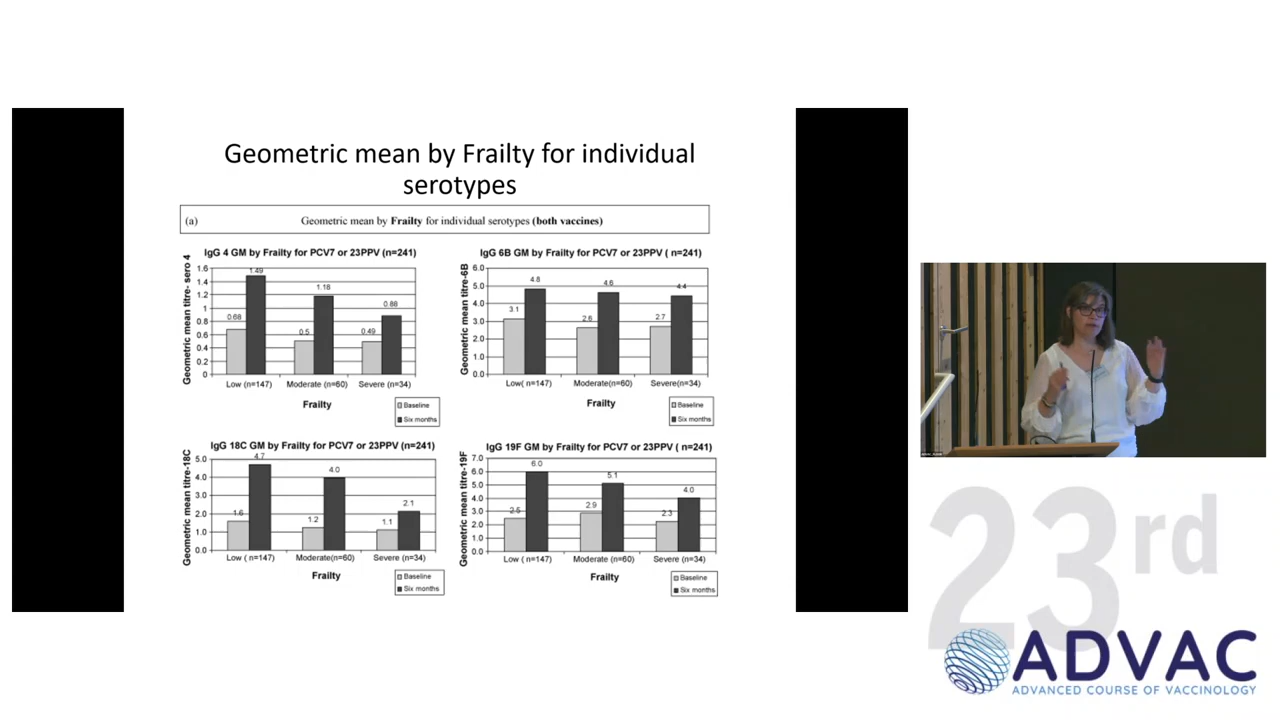 Geometric mean by Frailty for individual
serotypes
(a) Geometric mean by Frailty for individual serotypes (both vaccines)
IgG 4 GM by Frailty for PCV7 or 23PPV (n=241)
Geometric mean titre- sero 4
1.6
1.4
1.2
1
0.8
0.6
0.4
0.2
0
0.68
1.49
0.5
1.18
0.49
0.88
Low (n=147) Moderate (n=60) Severe (n=34)
Frailty
Baseline
Six months
IgG 6B GM by Frailty for PCV7 or 23PPV ( n=241)
Geometric mean titre-6B
6.0
5.0
4.0
3.0
2.0
1.0
0.0
3.1
4.8
2.6
4.6
2.7
4.4
Low( n=147) Moderate(n=60) Severe(n=34)
Frailty
Baseline
Six months
IgG 18C GM by Frailty for PCV7 or 23PPV (n=241)
Geometric mean titre-18C
5.0
4.0
3.0
2.0
1.0
0.0
1.6
4.7
1.2
4.0
1.1
2.1
Low ( n=147) Moderate(n=60) Severe (n=34)
Frailty
Baseline
Six months
IgG 19F GM by Frailty for PCV7 or 23PPV ( n=241)
Geometric mean titre-19F
7.0
6.0
5.0
4.0
3.0
2.0
1.0
0.0
2.5
6.0
2.9
5.1
2.3
4.0
Low ( n=147) Moderate (n=60) Severe (n=34)
Frailty
Baseline
Six months
23rd
ADVAC
ADVANCED COURSE OF VACCINOLOGY